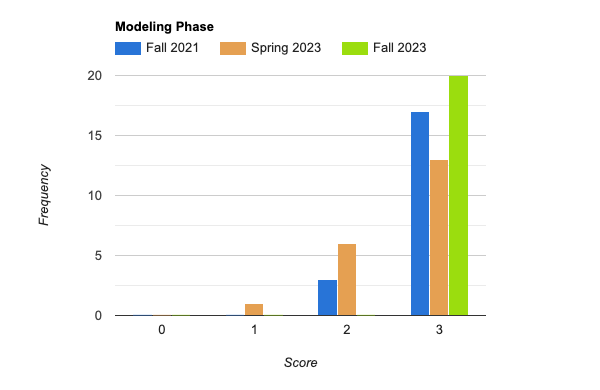 Modeling Phase
Fall 2021 Spring 2023 Fall 2023
20
15
10
5
0
Frequency
0 1 2 3
Score